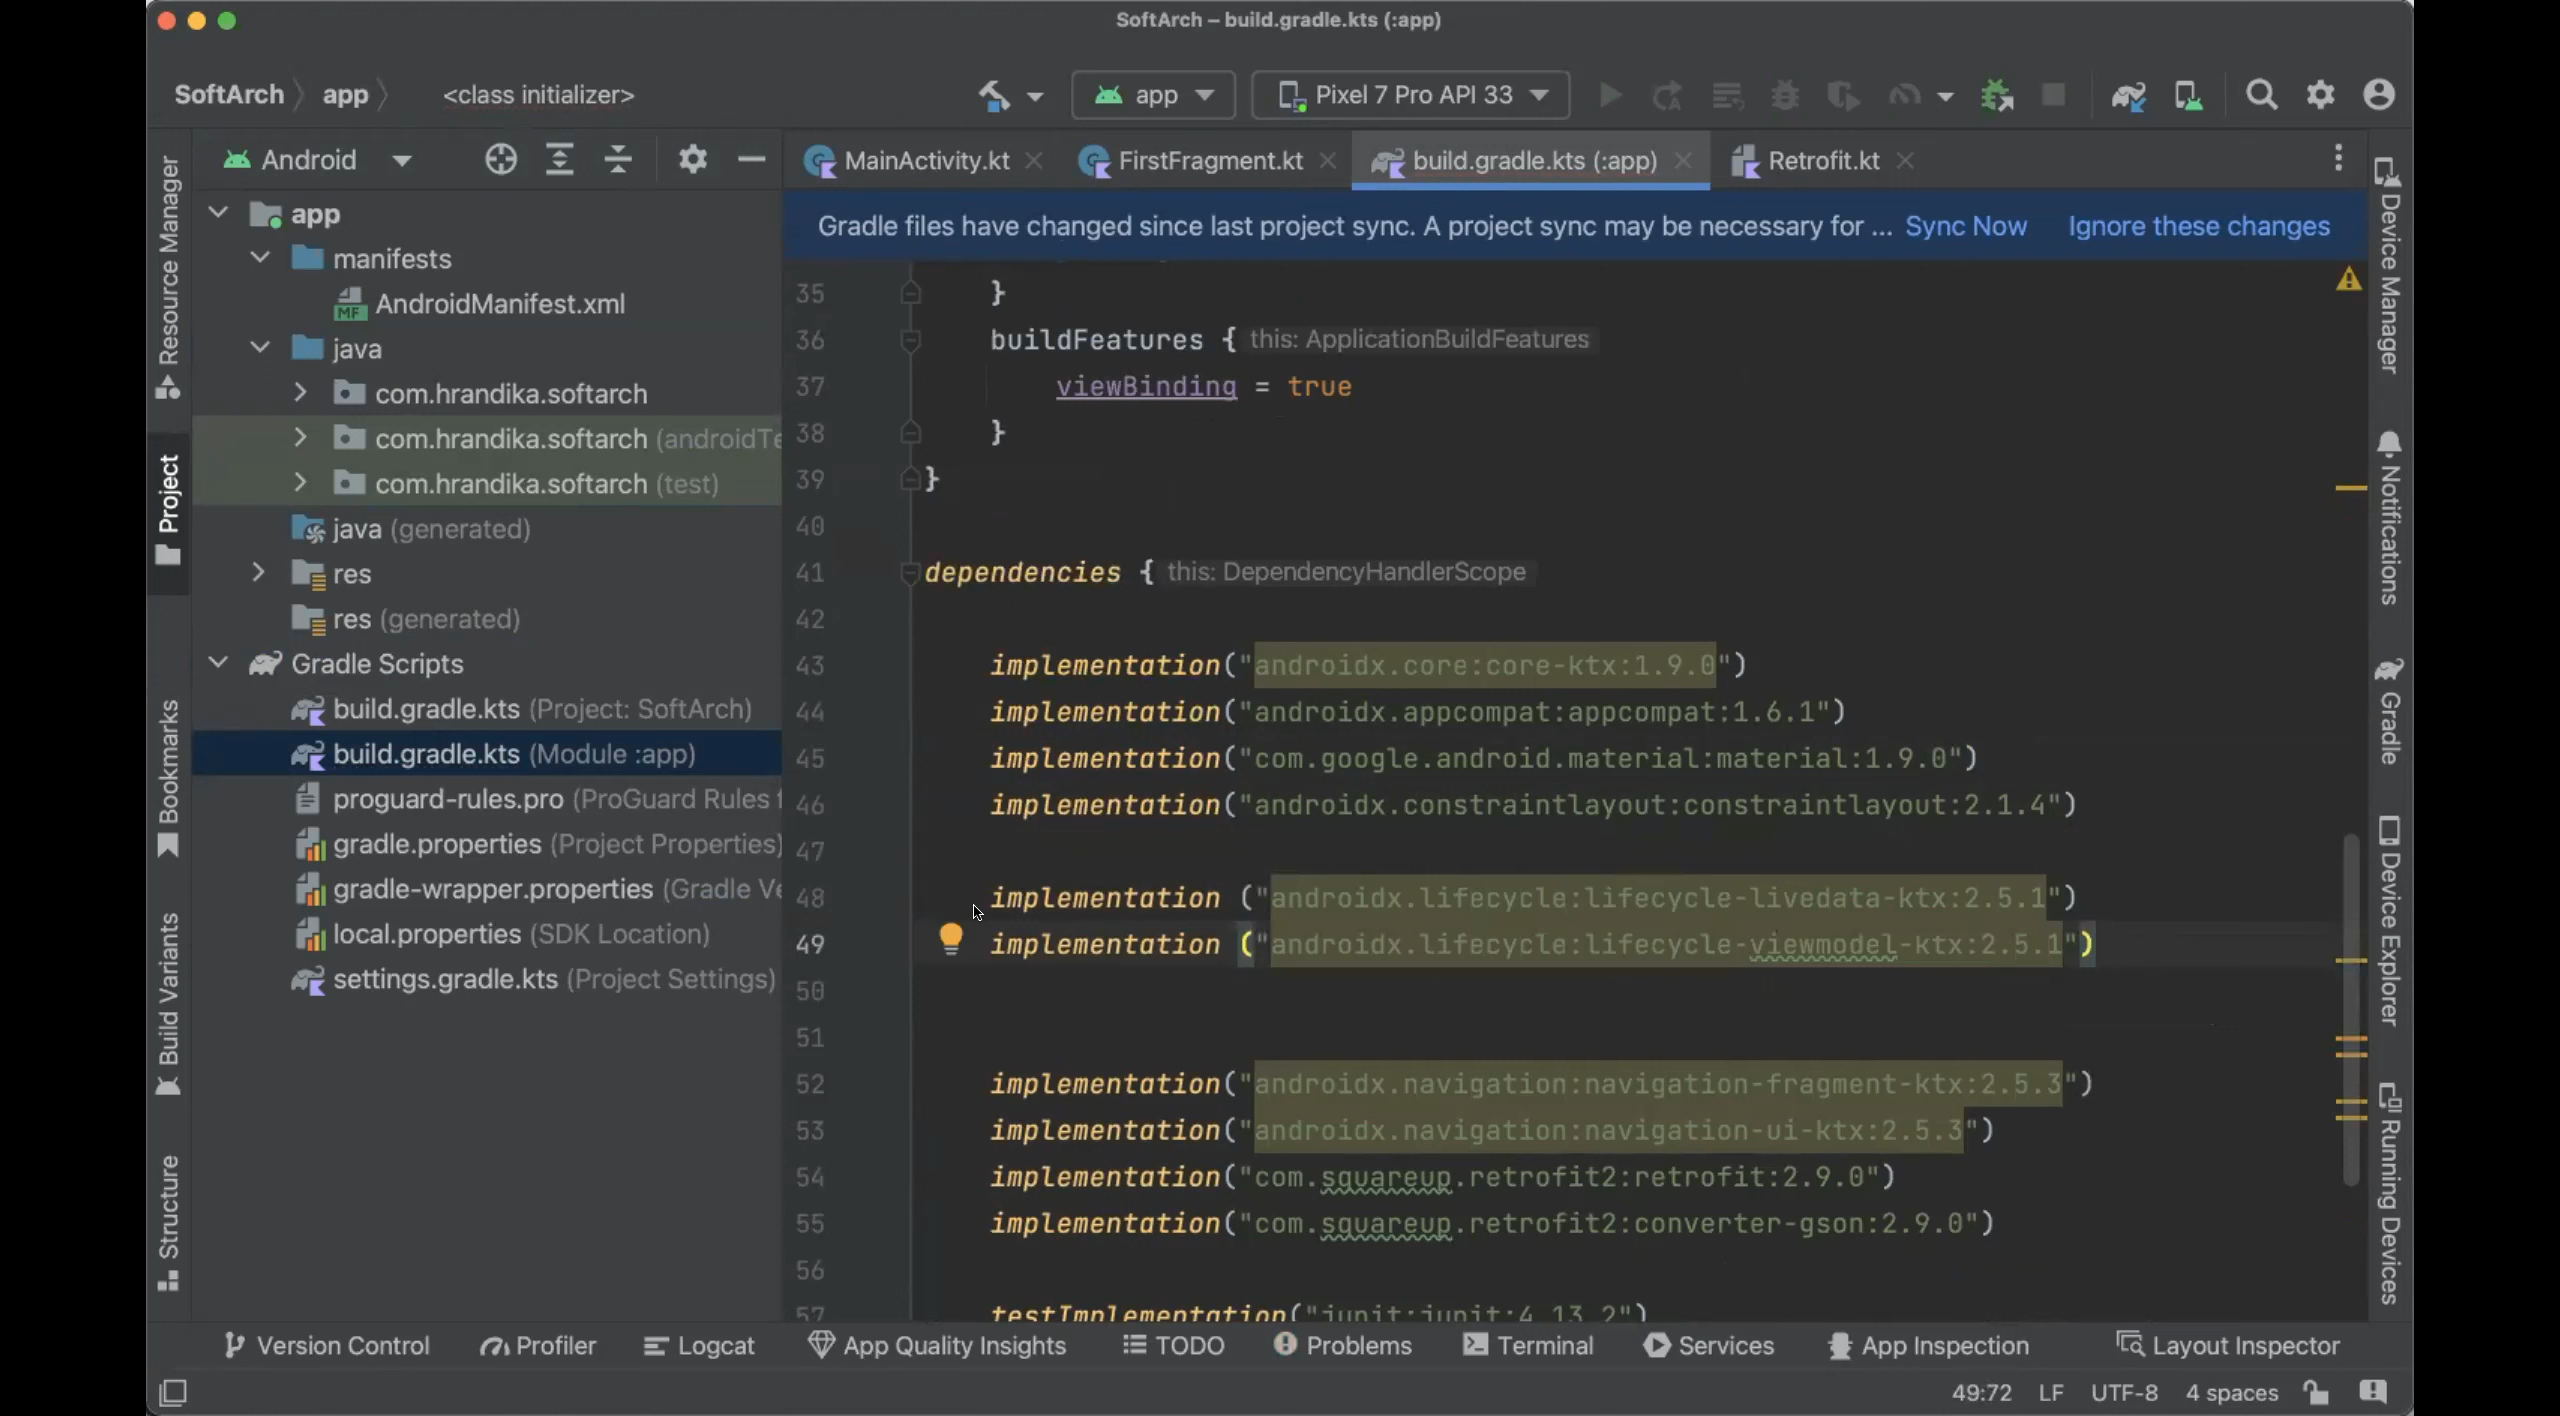 SoftArch – build.gradle.kts (:app)
SoftArch app <class initializer> app Pixel 7 Pro API 33
Android
MainActivity.kt FirstFragment.kt build.gradle.kts (:app) Retrofit.kt
Gradle files have changed since last project sync. A project sync may be necessary for ... Sync Now Ignore these changes
Resource Manager
Project
Bookmarks
Build Variants
Structure
app
manifests
MF AndroidManifest.xml
java
com.hrandika.softarch
com.hrandika.softarch (androidTe
com.hrandika.softarch (test)
java (generated)
res
res (generated)
Gradle Scripts
build.gradle.kts (Project: SoftArch)
build.gradle.kts (Module :app)
proguard-rules.pro (ProGuard Rules f
gradle.properties (Project Properties)
gradle-wrapper.properties (Gradle Ve
local.properties (SDK Location)
settings.gradle.kts (Project Settings)
35 }
36 buildFeatures { this: ApplicationBuildFeatures
37 viewBinding = true
38 }
39 }
40
41 dependencies { this: DependencyHandlerScope
42
43 implementation("androidx.core:core-ktx:1.9.0")
44 implementation("androidx.appcompat:appcompat:1.6.1")
45 implementation("com.google.android.material:material:1.9.0")
46 implementation("androidx.constraintlayout:constraintlayout:2.1.4")
47
48 implementation ("androidx.lifecycle:lifecycle-livedata-ktx:2.5.1")
49 implementation ("androidx.lifecycle:lifecycle-viewmodel-ktx:2.5.1")
50
51
52 implementation("androidx.navigation:navigation-fragment-ktx:2.5.3")
53 implementation("androidx.navigation:navigation-ui-ktx:2.5.3")
54 implementation("com.squareup.retrofit2:retrofit:2.9.0")
55 implementation("com.squareup.retrofit2:converter-gson:2.9.0")
56
57 testImplementation("junit:junit:4.13.2")
Device Manager
Notifications
Gradle
Device Explorer
Running Devices
Version Control Profiler Logcat App Quality Insights TODO Problems Terminal Services App Inspection Layout Inspector
49:72 LF UTF-8 4 spaces